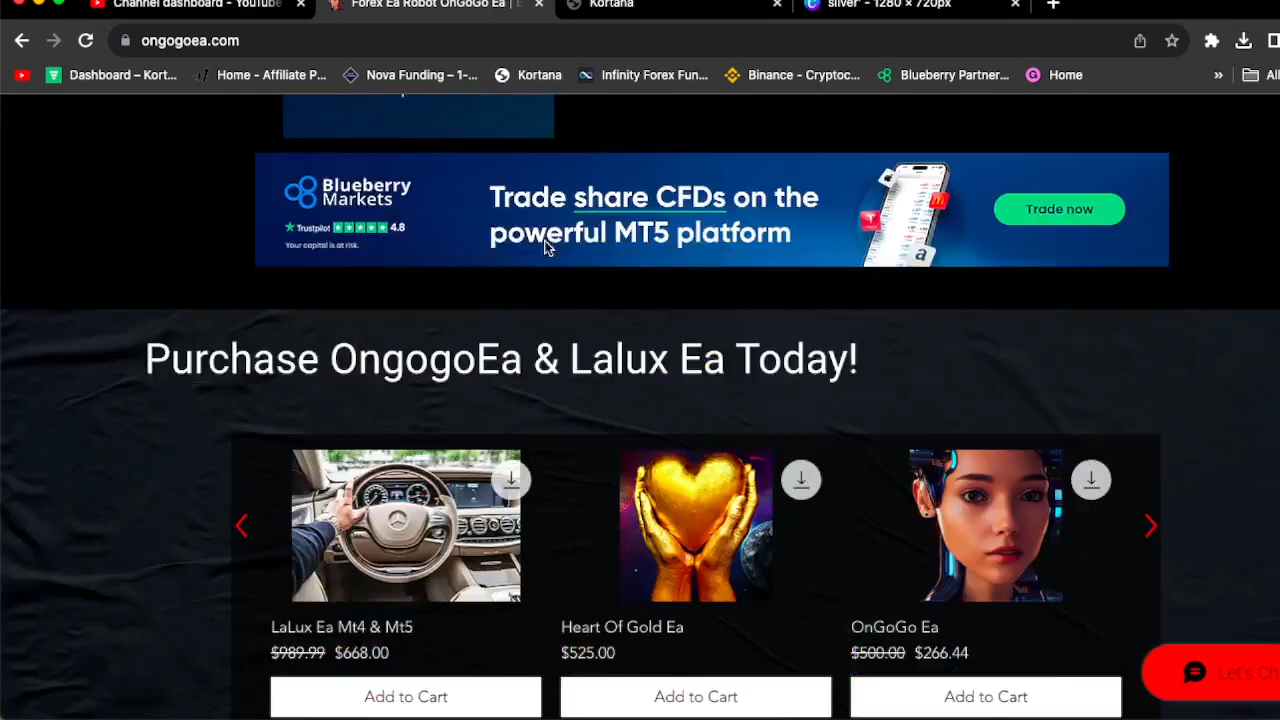 Channel dashboard - YouTube
Forex Ea Robot OnGoGo Ea |
Kortana
silver" - 1280 × 720px
ongogoea.com
Dashboard – Kort...
Home - Affiliate P...
Nova Funding – 1-...
Kortana
Infinity Forex Fun...
Binance - Cryptoc...
Blueberry Partner...
Home
»
All
Blueberry
Markets
Trustpilot 4.8
Your capital is at risk.
Trade share CFDs on the
powerful MT5 platform
Trade now
Purchase OngogoEa & Lalux Ea Today!
LaLux Ea Mt4 & Mt5
$989.99 $668.00
Add to Cart
Heart Of Gold Ea
$525.00
Add to Cart
OnGoGo Ea
$500.00 $266.44
Add to Cart
Let's Ch